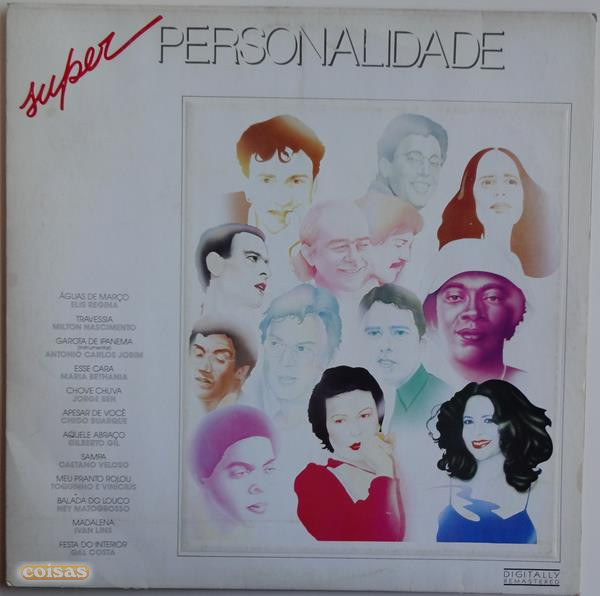 super PERSONALIDADE
ÁGUAS DE MARÇO
ELIS REGINA
TRAVESSIA
MILTON NASCIMENTO
GAROTA DE IPANEMA
(Instrumental)
ANTONIO CARLOS JOBIM
ESSE CARA
MARIA BETHANIA
CHOVE CHUVA
JORGE BEN
APESAR DE VOCÊ
CHICO BUARQUE
AQUELE ABRAÇO
GILBERTO GIL
SAMPA
CAETANO VELOSO
MEU PRANTO ROLOU
TOQUINHO E VINÍCIUS
BALADA DO LOUCO
NEY MATOGROSSO
MADALENA
IVAN LINS
FESTA DO INTERIOR
GAL COSTA
coisas
DIGITALLY
REMASTERED